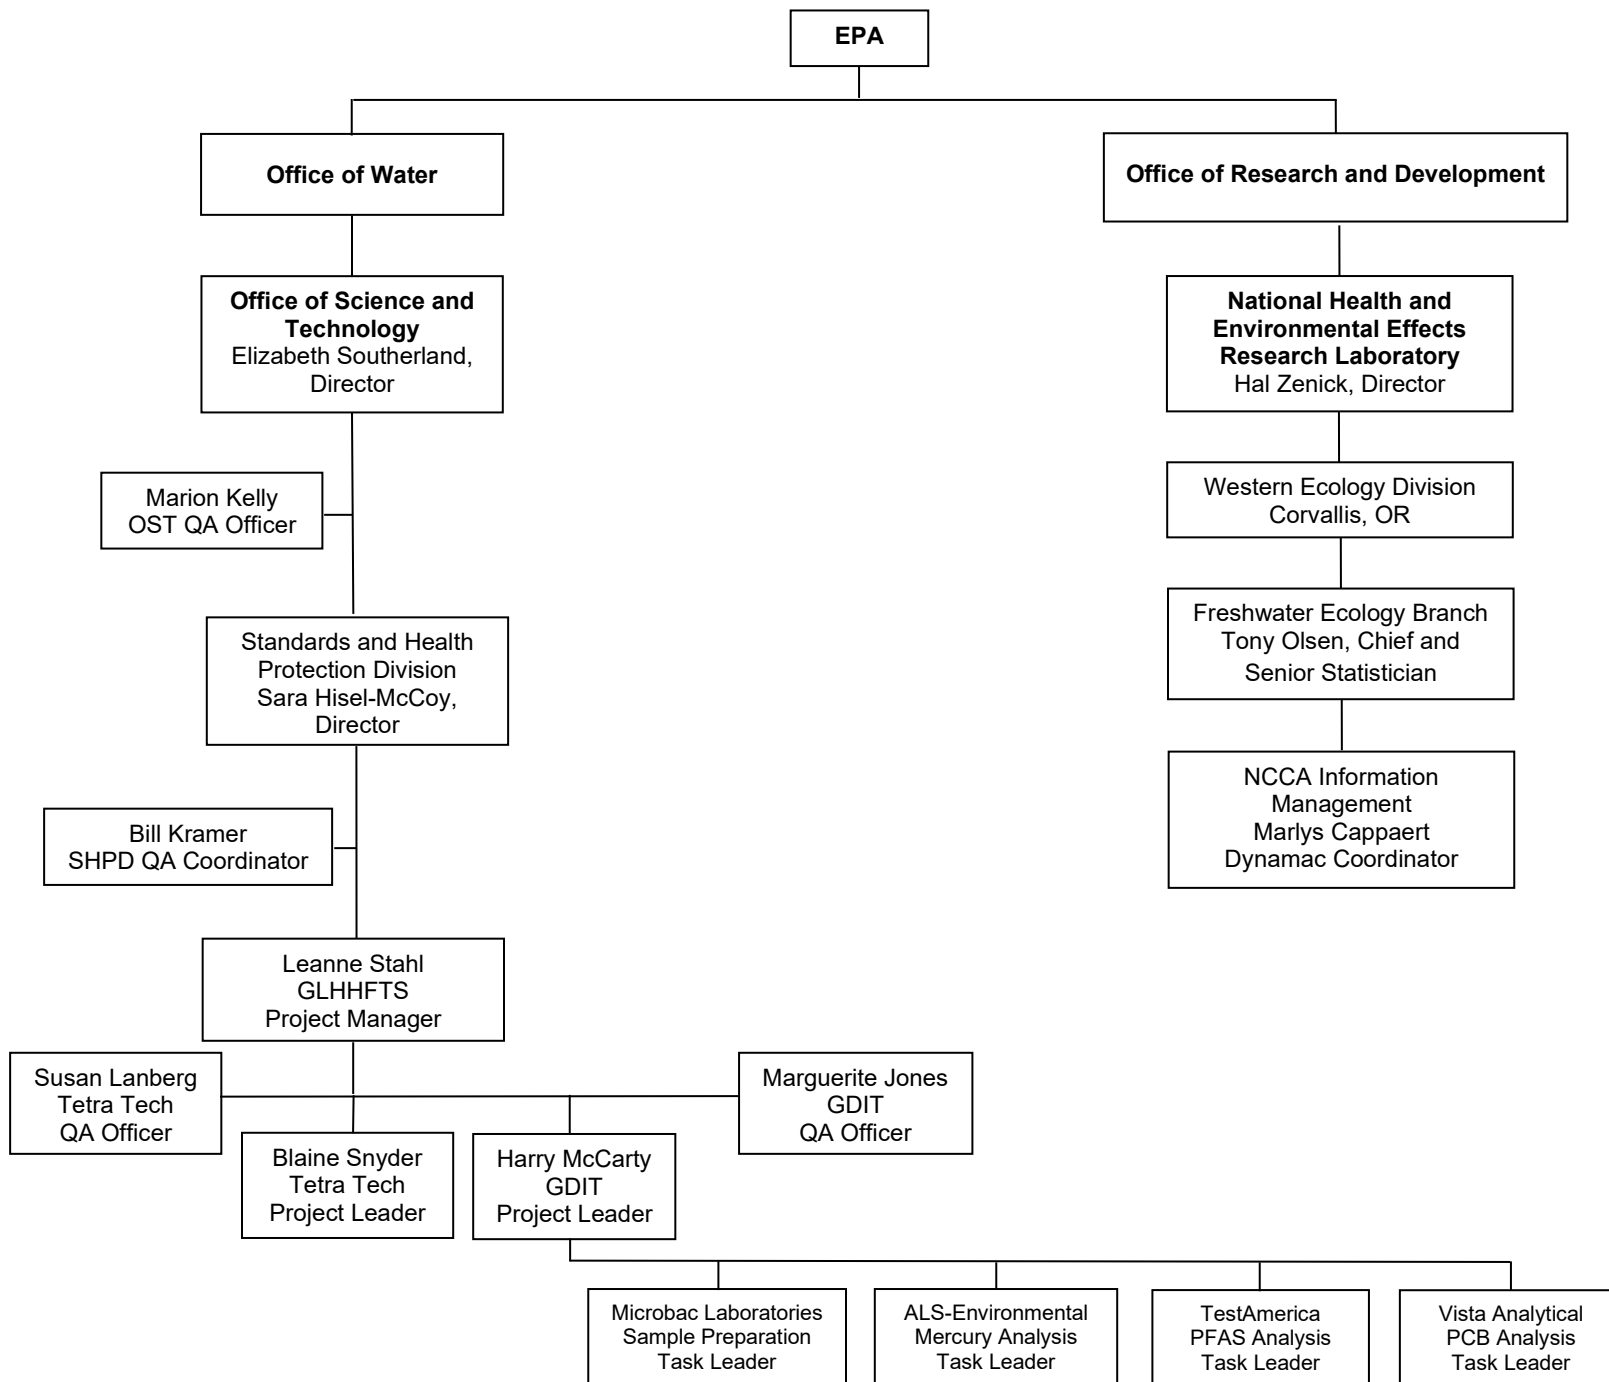 EPA
Office of Water
Office of Research and Development
Office of Science and
Technology
Elizabeth Southerland,
Director
National Health and
Environmental Effects
Research Laboratory
Hal Zenick, Director
Marion Kelly
OST QA Officer
Western Ecology Division
Corvallis, OR
Standards and Health
Protection Division
Sara Hisel-McCoy,
Director
Freshwater Ecology Branch
Tony Olsen, Chief and
Senior Statistician
Bill Kramer
SHPD QA Coordinator
NCCA Information
Management
Marlys Cappaert
Dynamac Coordinator
Leanne Stahl
GLHHFTS
Project Manager
Susan Lanberg
Tetra Tech
QA Officer
Marguerite Jones
GDIT
QA Officer
Blaine Snyder
Tetra Tech
Project Leader
Harry McCarty
GDIT
Project Leader
Microbac Laboratories
Sample Preparation
Task Leader
ALS-Environmental
Mercury Analysis
Task Leader
TestAmerica
PFAS Analysis
Task Leader
Vista Analytical
PCB Analysis
Task Leader